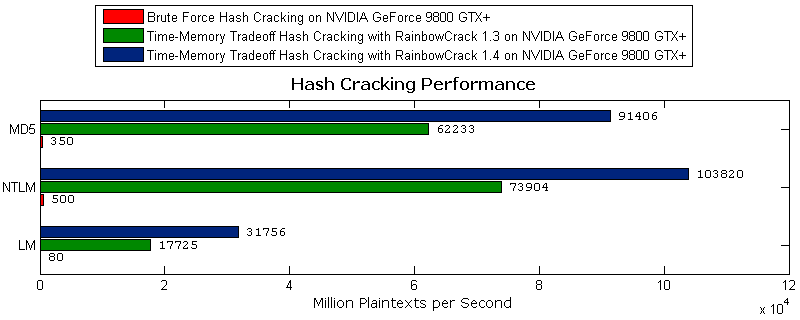 Brute Force Hash Cracking on NVIDIA GeForce 9800 GTX+
Time-Memory Tradeoff Hash Cracking with RainbowCrack 1.3 on NVIDIA GeForce 9800 GTX+
Time-Memory Tradeoff Hash Cracking with RainbowCrack 1.4 on NVIDIA GeForce 9800 GTX+
Hash Cracking Performance
91406
MD5
62233
350
103820
NTLM
73904
500
31756
LM
17725
80
0 2 4 6 8 10 12
Million Plaintexts per Second
x 10⁴